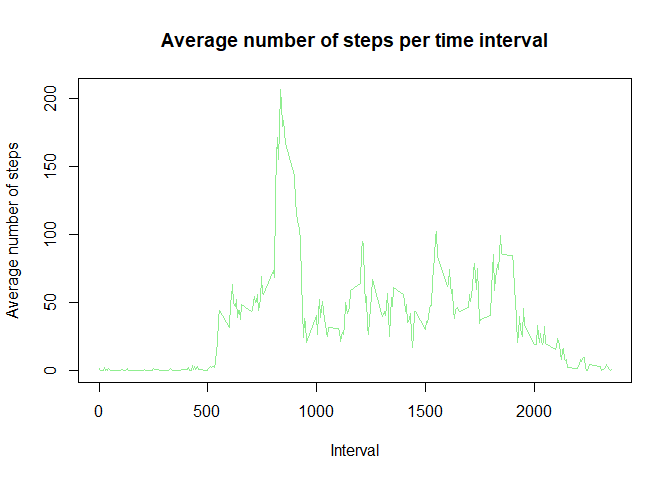 Average number of steps per time interval
Average number of steps
200
150
100
50
0
0 500 1000 1500 2000
Interval